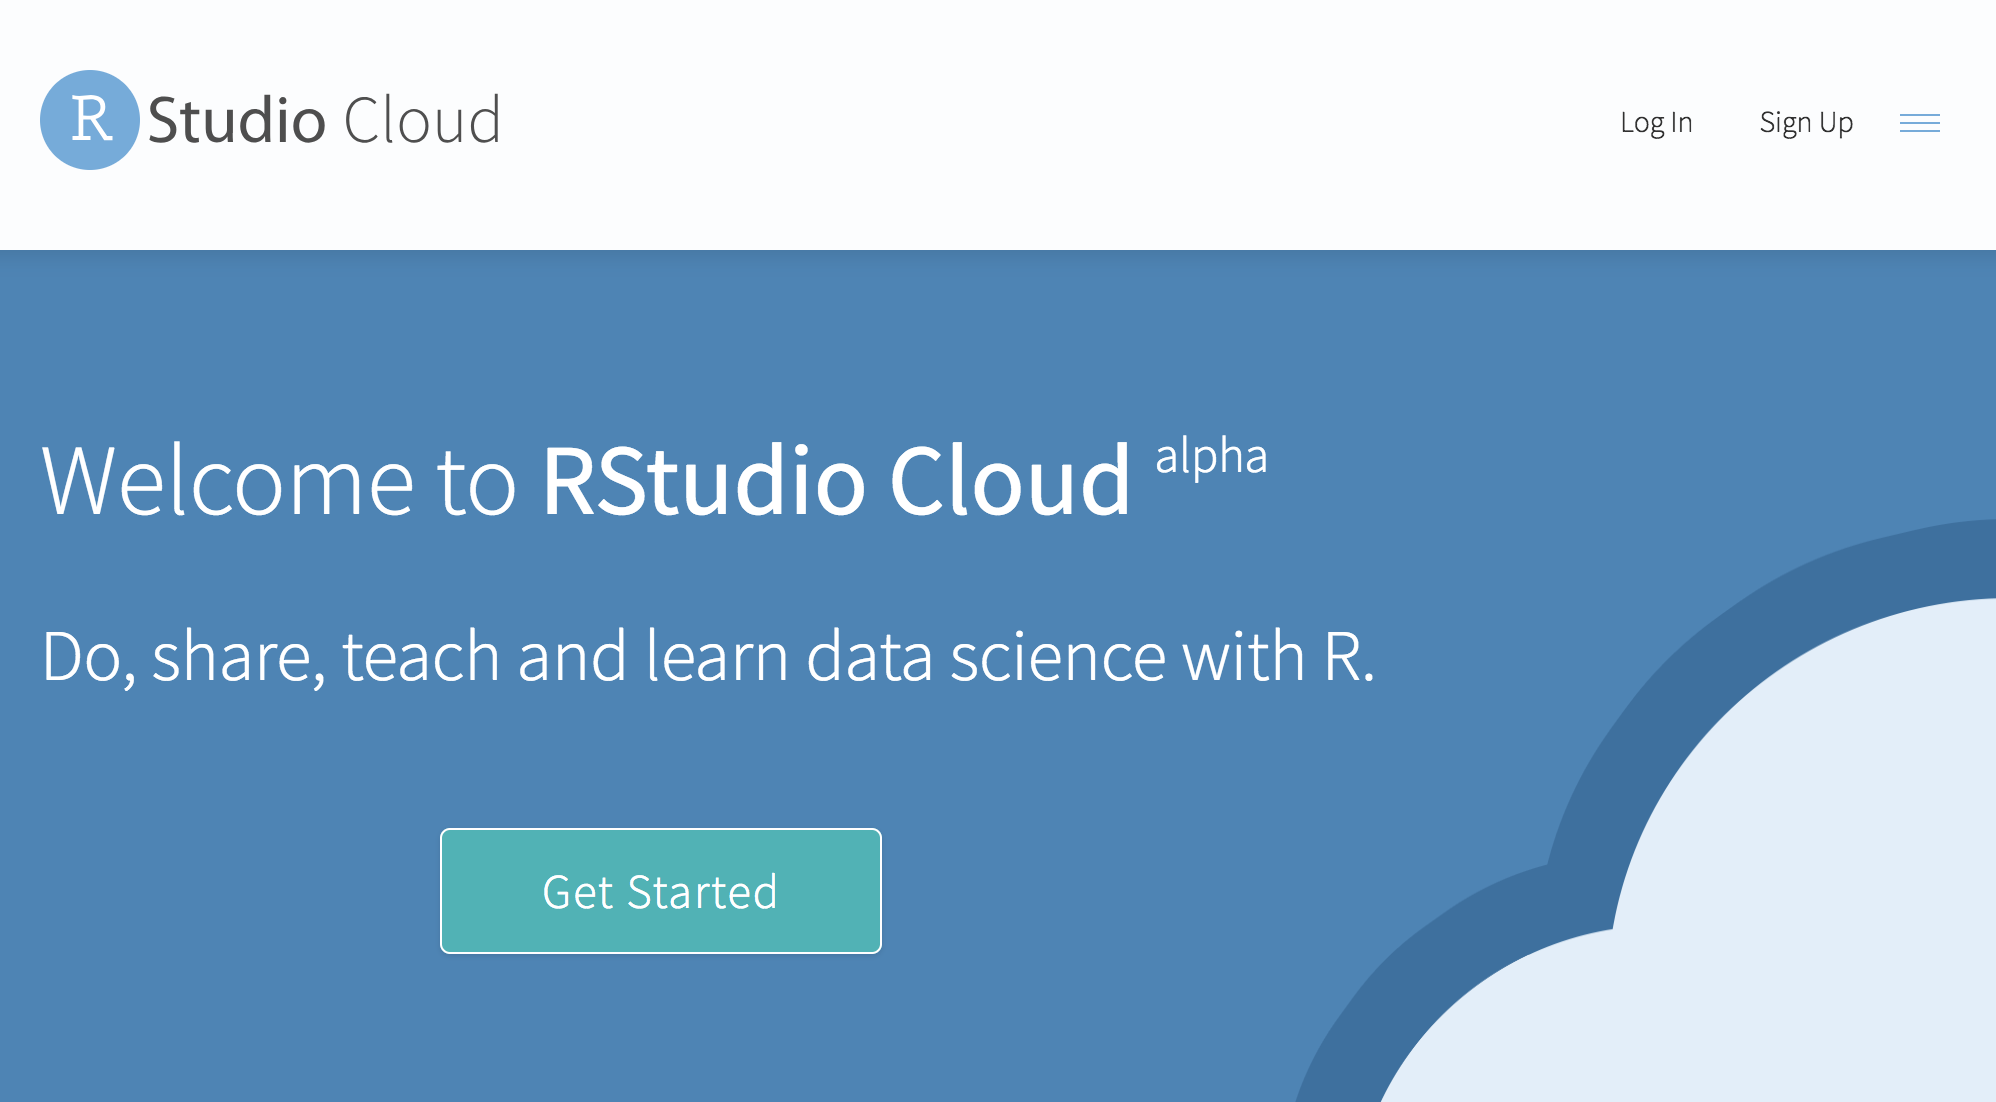 RStudio Cloud
Log In
Sign Up
Welcome to RStudio Cloud alpha
Do, share, teach and learn data science with R.
Get Started